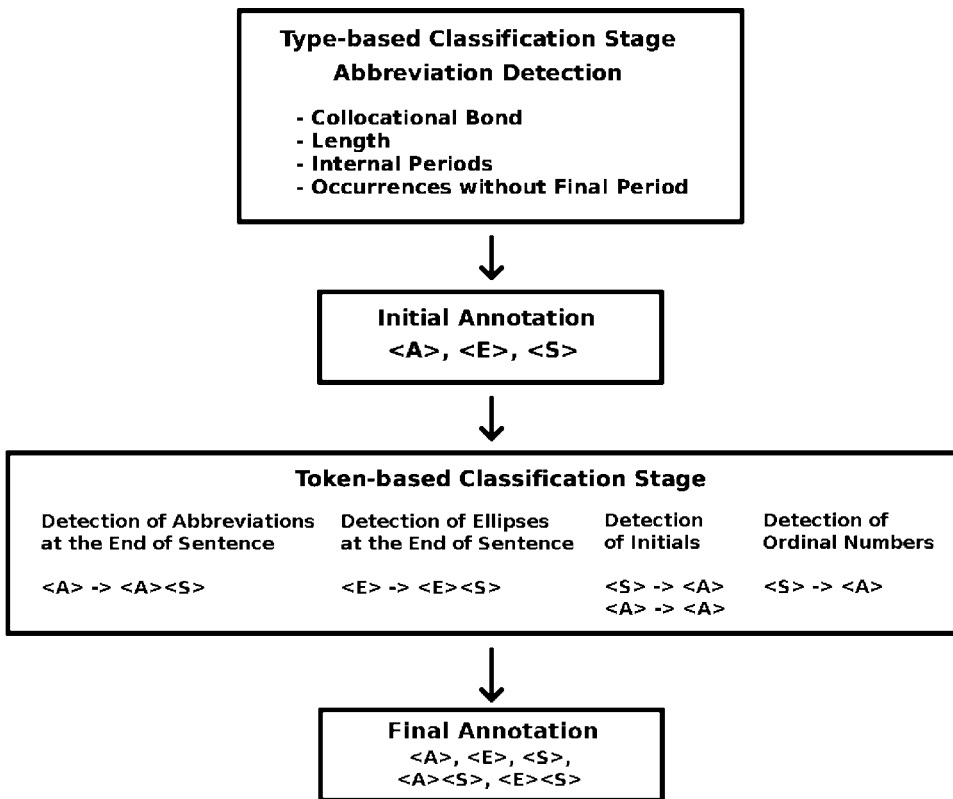 Type-based Classification Stage
Abbreviation Detection
- Collocational Bond
- Length
- Internal Periods
- Occurrences without Final Period
Initial Annotation
<A>, <E>, <S>
Token-based Classification Stage
Detection of Abbreviations
at the End of Sentence
<A> -> <A><S>
Detection of Ellipses
at the End of Sentence
<E> -> <E><S>
Detection
of Initials
<S> -> <A>
<A> -> <A>
Detection of
Ordinal Numbers
<S> -> <A>
Final Annotation
<A>, <E>, <S>,
<A><S>, <E><S>